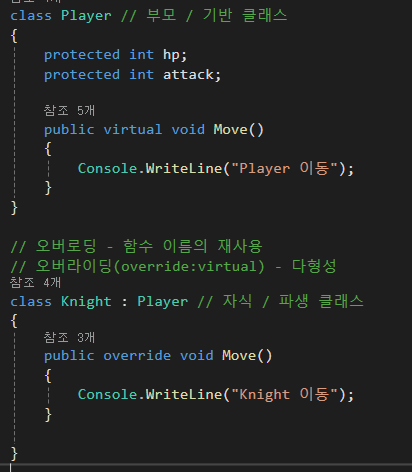 class Player // 부모 / 기반 클래스
{
    protected int hp;
    protected int attack;

    참조 5개
    public virtual void Move()
    {
        Console.WriteLine("Player 이동");
    }
}

// 오버로딩 - 함수 이름의 재사용
// 오버라이딩(override:virtual) - 다형성
참조 4개
class Knight : Player // 자식 / 파생 클래스
{
    참조 3개
    public override void Move()
    {
        Console.WriteLine("Knight 이동");
    }

}